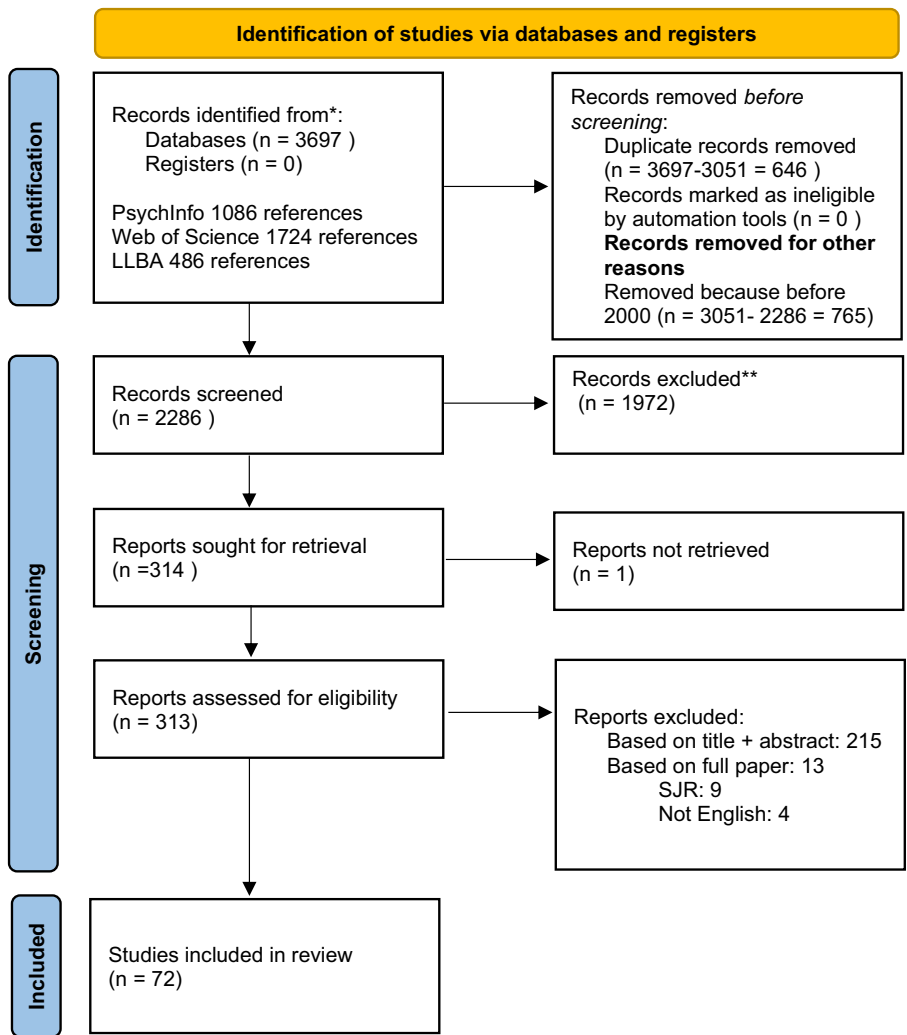 Identification of studies via databases and registers
Identification
Records identified from*:
Databases (n = 3697 )
Registers (n = 0)
PsychInfo 1086 references
Web of Science 1724 references
LLBA 486 references
Records removed before
screening:
Duplicate records removed
(n = 3697-3051 = 646 )
Records marked as ineligible
by automation tools (n = 0 )
Records removed for other
reasons
Removed because before
2000 (n = 3051- 2286 = 765)
Screening
Records screened
(n = 2286 )
Records excluded**
(n = 1972)
Reports sought for retrieval
(n =314 )
Reports not retrieved
(n = 1)
Reports assessed for eligibility
(n = 313)
Reports excluded:
Based on title + abstract: 215
Based on full paper: 13
SJR: 9
Not English: 4
Included
Studies included in review
(n = 72)